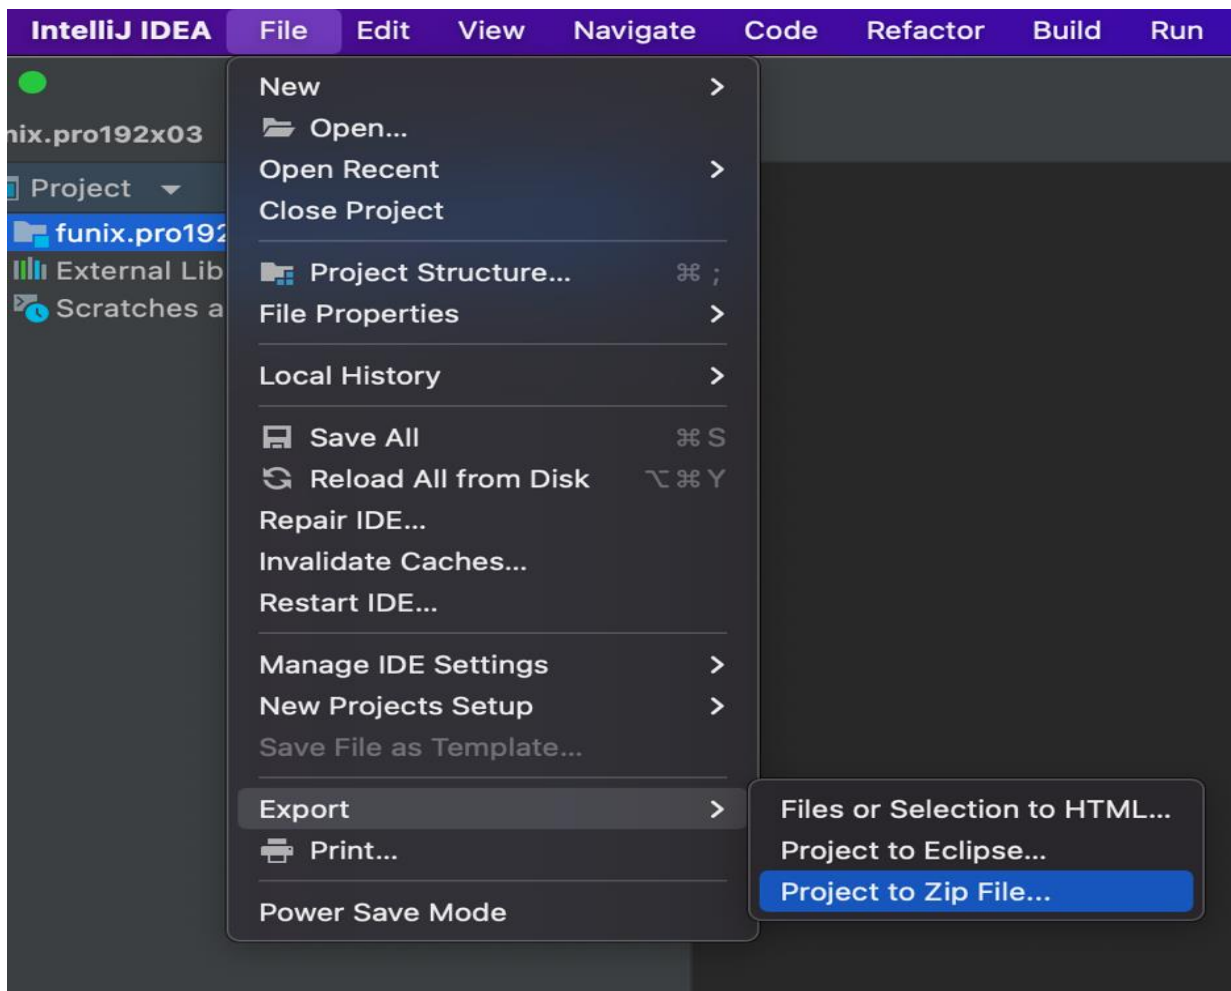 IntelliJ IDEA File Edit View Navigate Code Refactor Build Run
nix.pro192x03
Project
funix.pro192
External Lib
Scratches a
New
Open...
Open Recent
Close Project
Project Structure... ⌘ ;
File Properties
Local History
Save All ⌘ S
Reload All from Disk ⌥ ⌘ Y
Repair IDE...
Invalidate Caches...
Restart IDE...
Manage IDE Settings
New Projects Setup
Save File as Template...
Export
Print...
Power Save Mode
Files or Selection to HTML...
Project to Eclipse...
Project to Zip File...